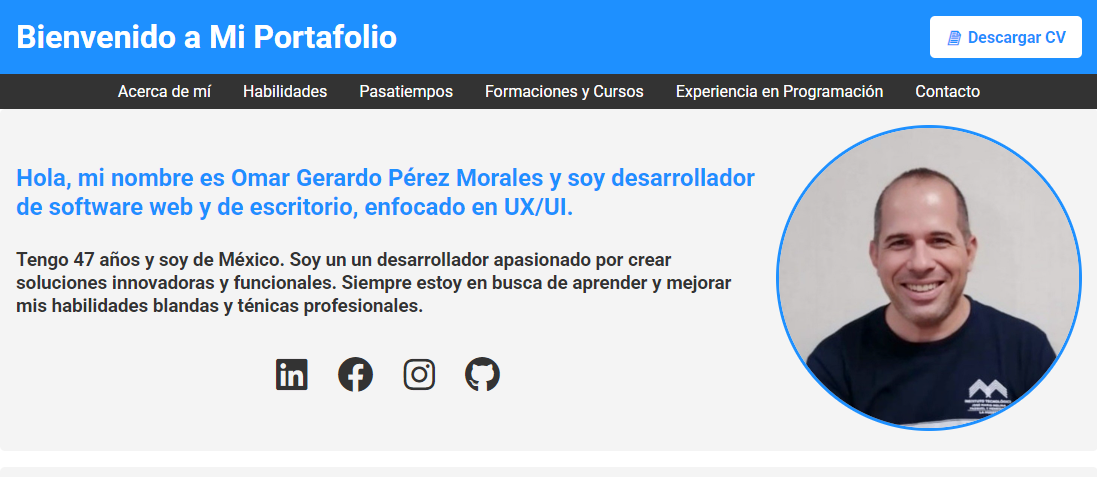 Bienvenido a Mi Portafolio
Descargar CV
Acerca de mí Habilidades Pasatiempos Formaciones y Cursos Experiencia en Programación Contacto
Hola, mi nombre es Omar Gerardo Pérez Morales y soy desarrollador
de software web y de escritorio, enfocado en UX/UI.
Tengo 47 años y soy de México. Soy un un desarrollador apasionado por crear
soluciones innovadoras y funcionales. Siempre estoy en busca de aprender y mejorar
mis habilidades blandas y ténicas profesionales.
in
INSTITUTO TECNOLÓGICO